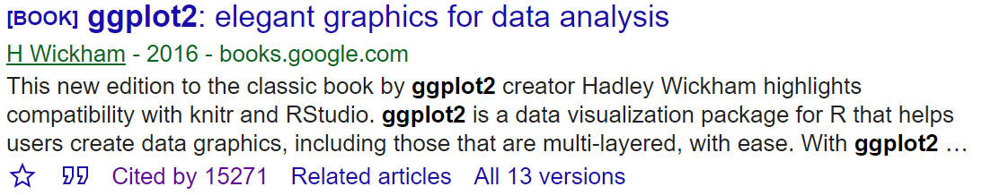 [BOOK] ggplot2: elegant graphics for data analysis
H Wickham - 2016 - books.google.com
This new edition to the classic book by ggplot2 creator Hadley Wickham highlights
compatibility with knitr and RStudio. ggplot2 is a data visualization package for R that helps
users create data graphics, including those that are multi-layered, with ease. With ggplot2 …
Cited by 15271 Related articles All 13 versions